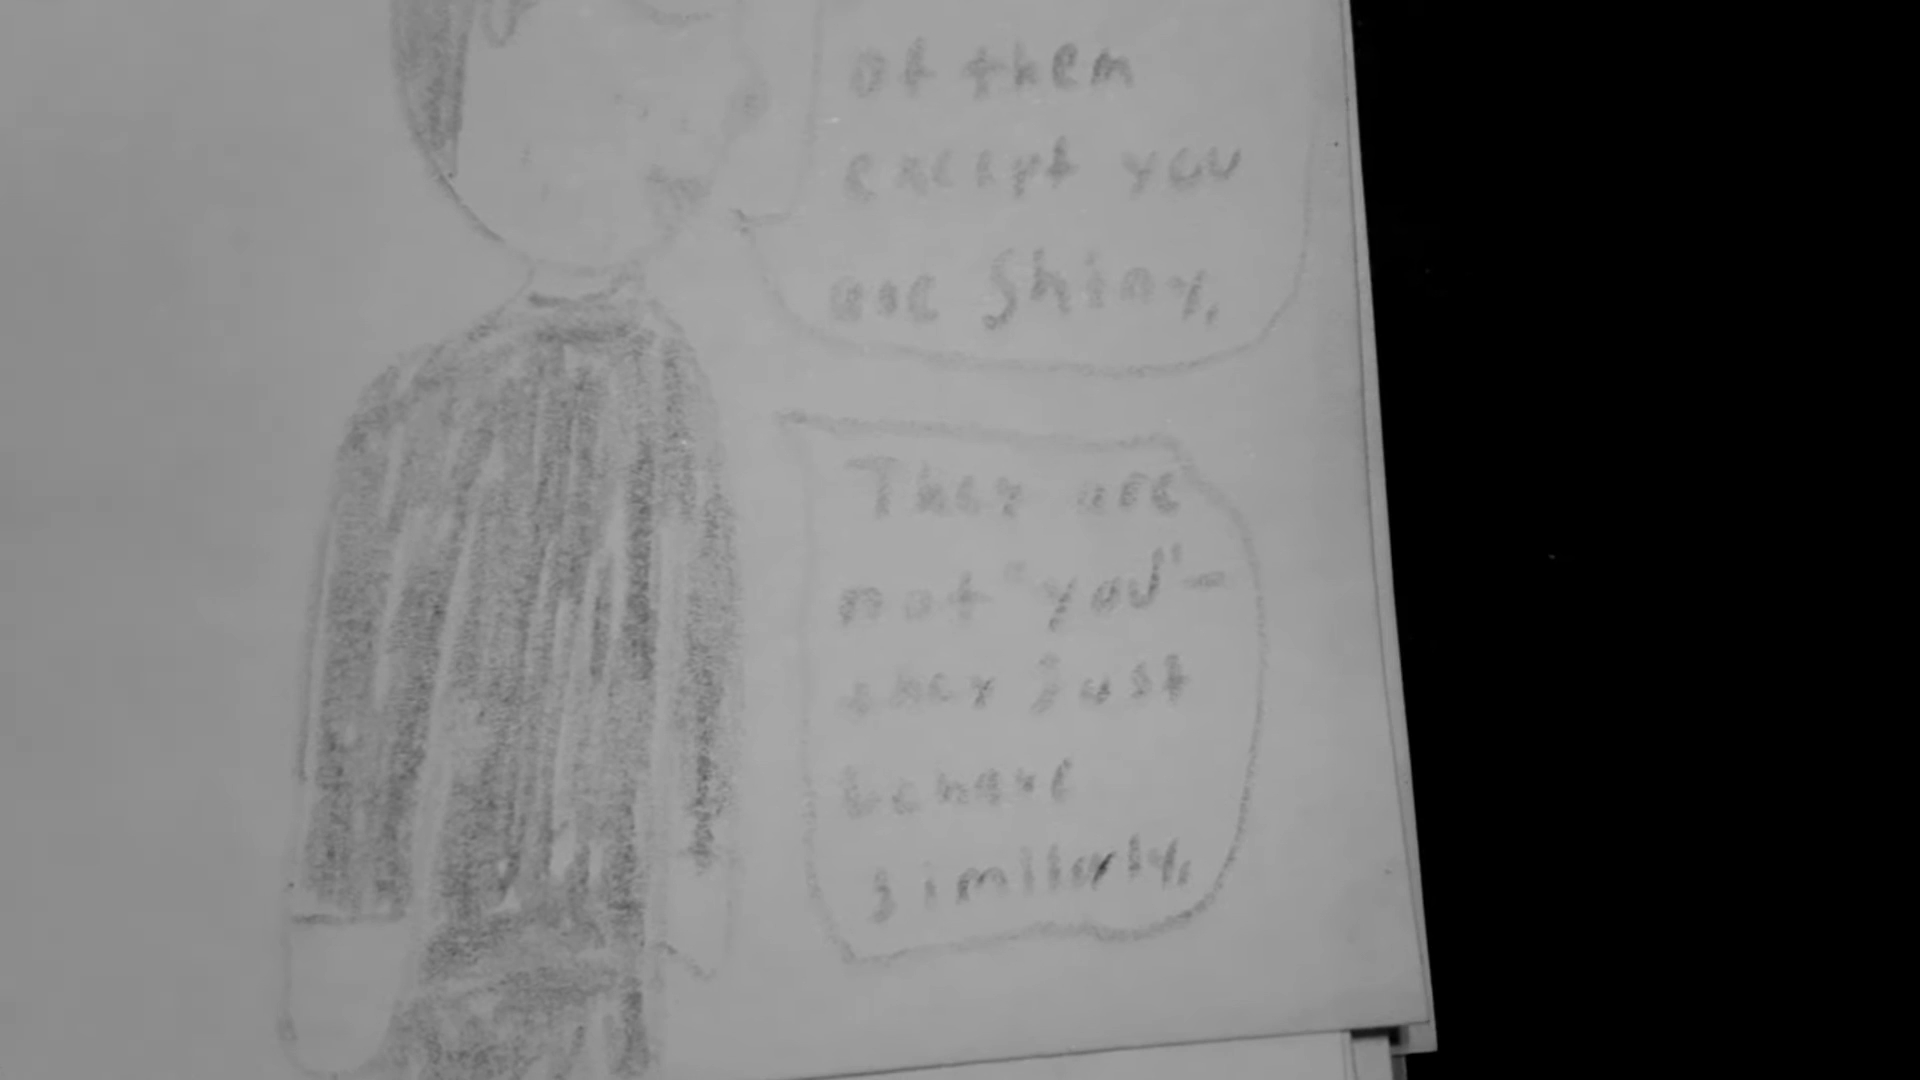 of them
except you
are Shiny.
They are
not "you" —
they just
behave
similarly.